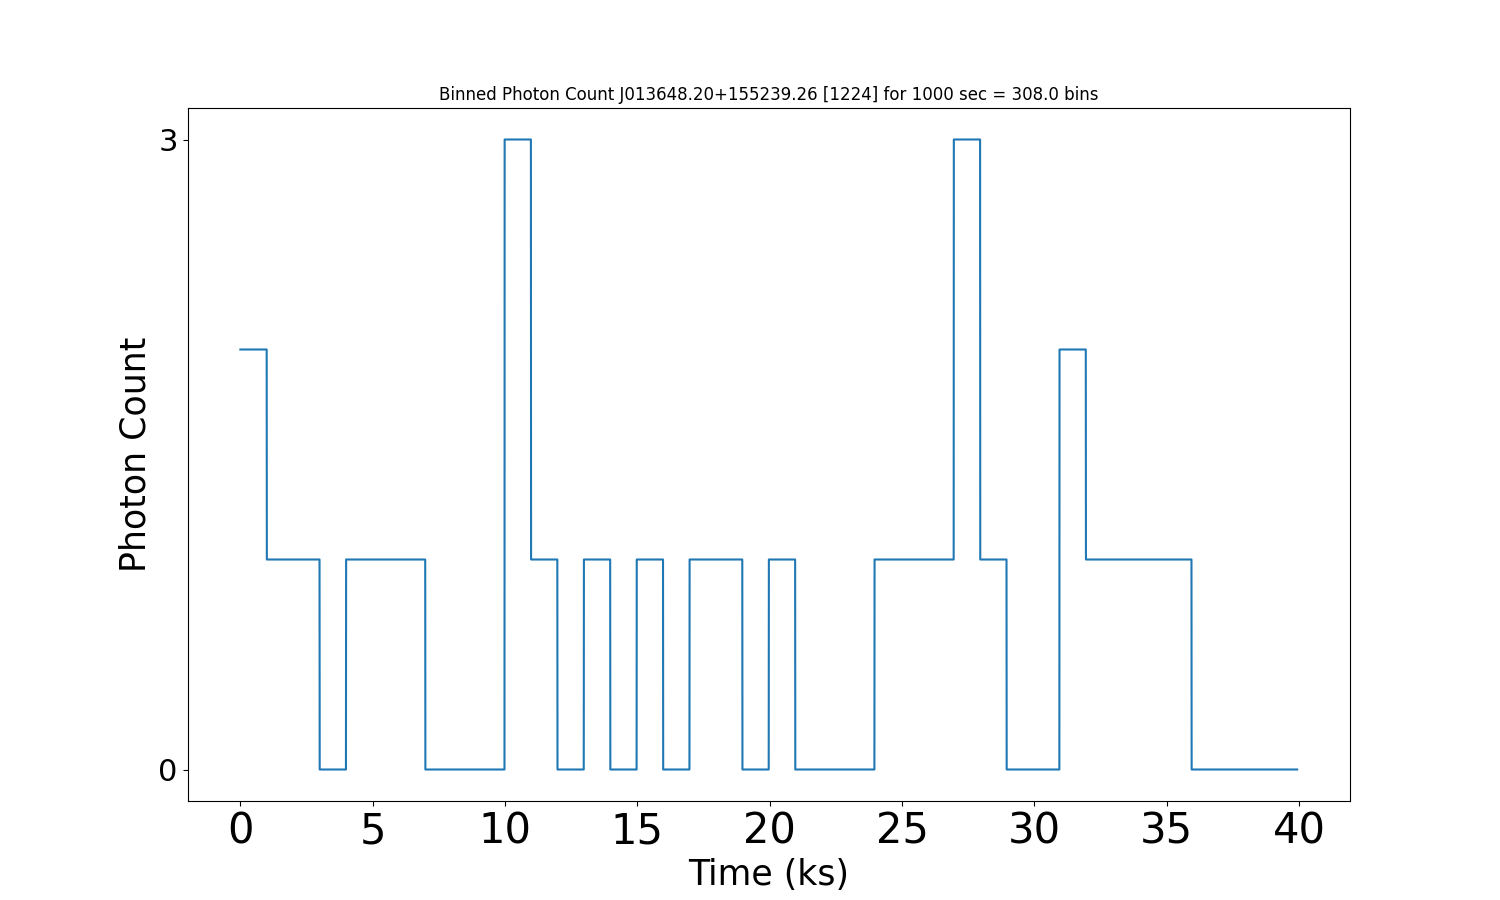 Binned Photon Count J013648.20+155239.26 [1224] for 1000 sec = 308.0 bins
3
Photon Count
0
0 5 10 15 20 25 30 35 40
Time (ks)